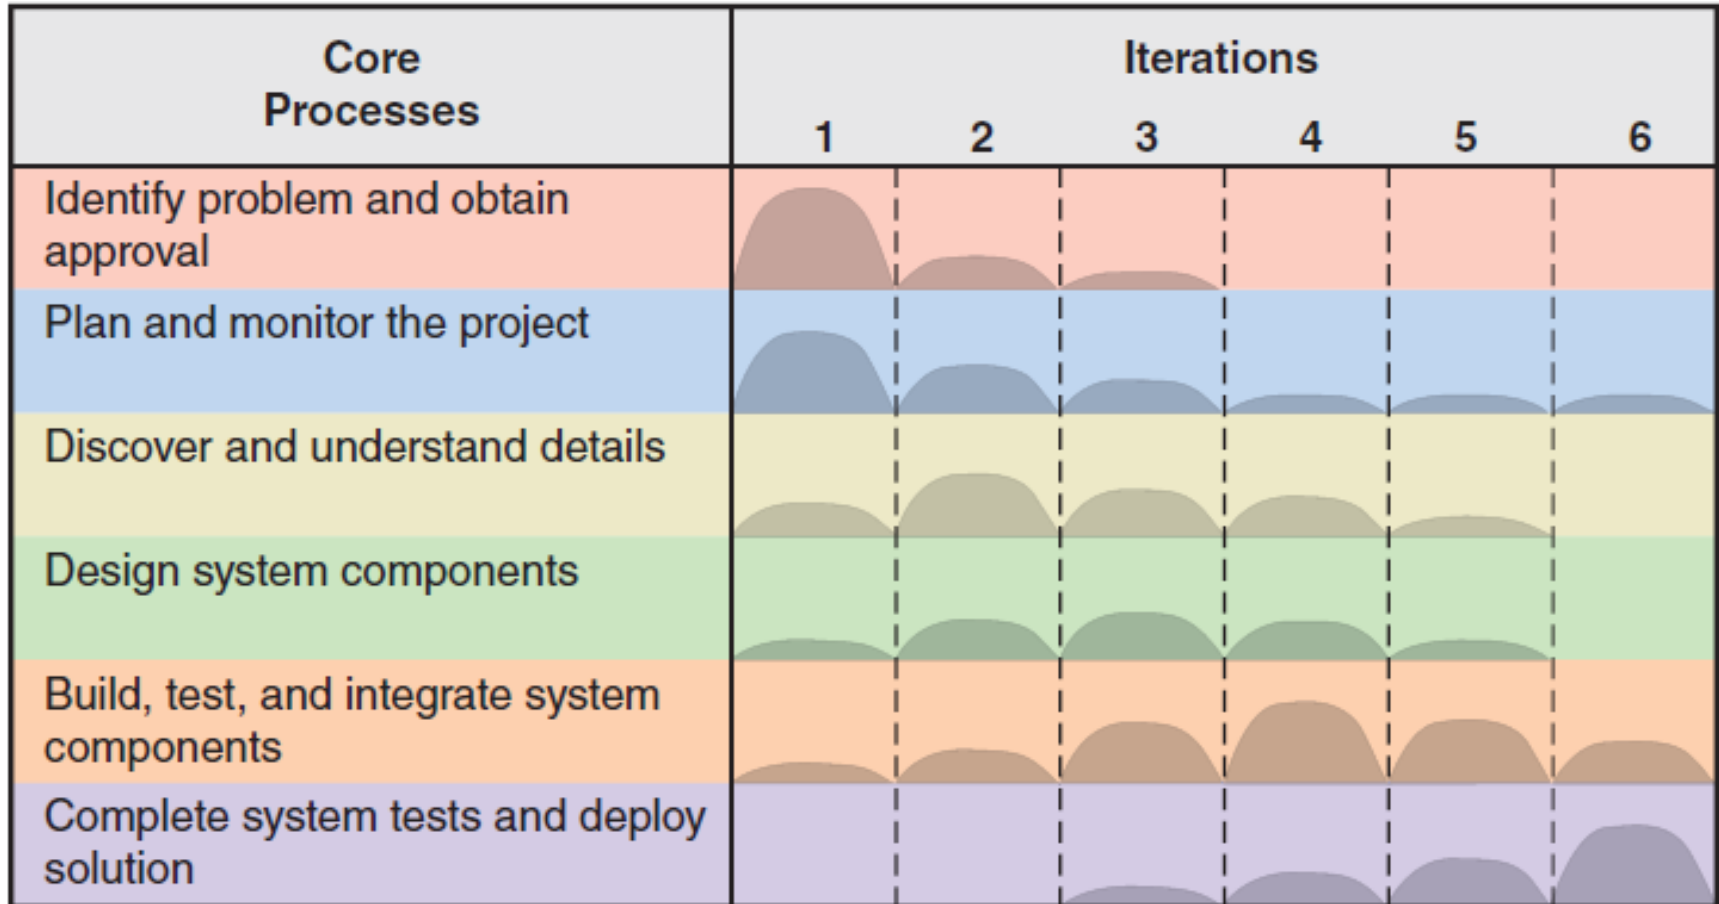 Core
Processes
Iterations
1 2 3 4 5 6
Identify problem and obtain
approval
Plan and monitor the project
Discover and understand details
Design system components
Build, test, and integrate system
components
Complete system tests and deploy
solution